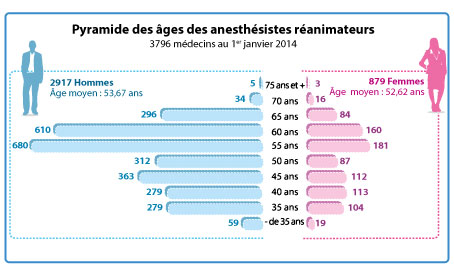 Pyramide des âges des anesthésistes réanimateurs
3796 médecins au 1er janvier 2014
2917 Hommes
Âge moyen : 53,67 ans
879 Femmes
Âge moyen : 52,62 ans
5 75 ans et + 3
34 70 ans 16
296 65 ans 84
610 60 ans 160
680 55 ans 181
312 50 ans 87
363 45 ans 112
279 40 ans 113
279 35 ans 104
59 - de 35 ans 19